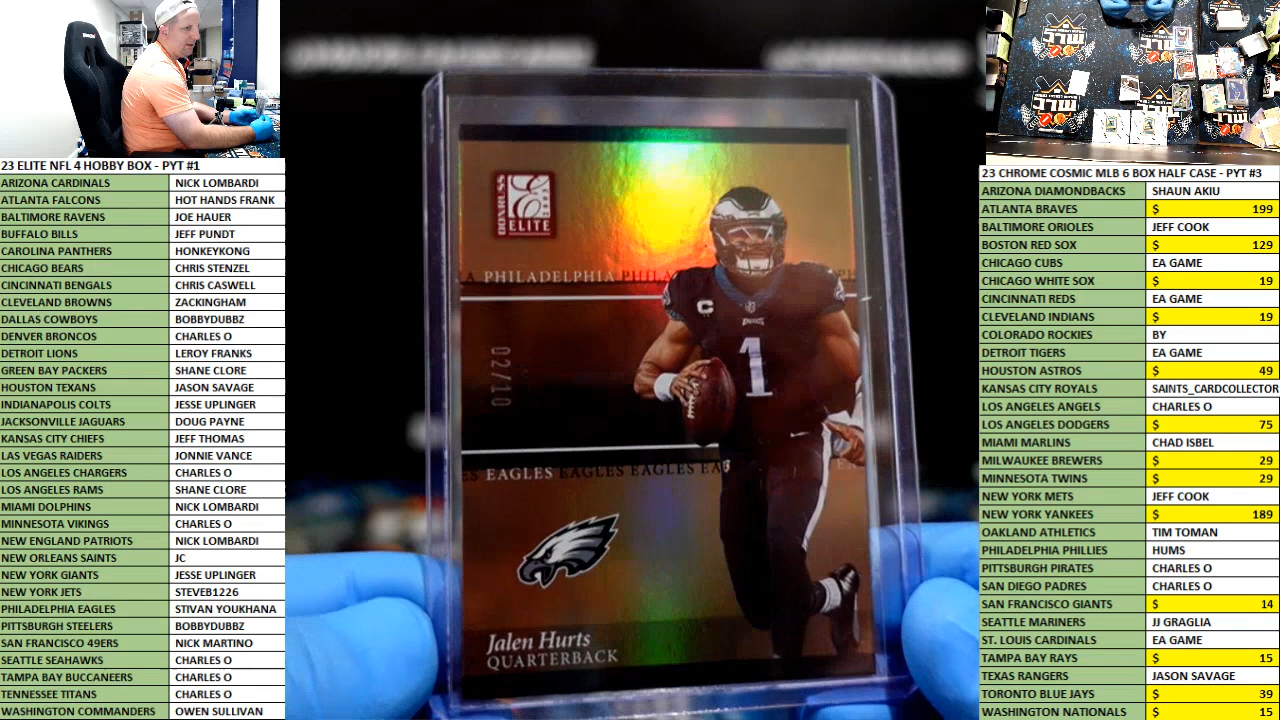 23 ELITE NFL 4 HOBBY BOX - PYT #1
ARIZONA CARDINALS NICK LOMBARDI
ATLANTA FALCONS HOT HANDS FRANK
BALTIMORE RAVENS JOE HAUER
BUFFALO BILLS JEFF PUNDT
CAROLINA PANTHERS HONKEYKONG
CHICAGO BEARS CHRIS STENZEL
CINCINNATI BENGALS CHRIS CASWELL
CLEVELAND BROWNS ZACKINGHAM
DALLAS COWBOYS BOBBYDUBBZ
DENVER BRONCOS CHARLES O
DETROIT LIONS LEROY FRANKS
GREEN BAY PACKERS SHANE CLORE
HOUSTON TEXANS JASON SAVAGE
INDIANAPOLIS COLTS JESSE UPLINGER
JACKSONVILLE JAGUARS DOUG PAYNE
KANSAS CITY CHIEFS JEFF THOMAS
LAS VEGAS RAIDERS JONNIE VANCE
LOS ANGELES CHARGERS CHARLES O
LOS ANGELES RAMS SHANE CLORE
MIAMI DOLPHINS NICK LOMBARDI
MINNESOTA VIKINGS CHARLES O
NEW ENGLAND PATRIOTS NICK LOMBARDI
NEW ORLEANS SAINTS JC
NEW YORK GIANTS JESSE UPLINGER
NEW YORK JETS STEVEB1226
PHILADELPHIA EAGLES STIVAN YOUKHANA
PITTSBURGH STEELERS BOBBYDUBBZ
SAN FRANCISCO 49ERS NICK MARTINO
SEATTLE SEAHAWKS CHARLES O
TAMPA BAY BUCCANEERS CHARLES O
TENNESSEE TITANS CHARLES O
WASHINGTON COMMANDERS OWEN SULLIVAN
DONRUSS
ELITE
A PHILADELPHIA PHILA PH
C
1
02/10
ES EAGLES EAGLES EAGLES EAG EA
Jalen Hurts
QUARTERBACK
23 CHROME COSMIC MLB 6 BOX HALF CASE - PYT #3
ARIZONA DIAMONDBACKS SHAUN AKIU
ATLANTA BRAVES $ 199
BALTIMORE ORIOLES JEFF COOK
BOSTON RED SOX $ 129
CHICAGO CUBS EA GAME
CHICAGO WHITE SOX $ 19
CINCINNATI REDS EA GAME
CLEVELAND INDIANS $ 19
COLORADO ROCKIES BY
DETROIT TIGERS EA GAME
HOUSTON ASTROS $ 49
KANSAS CITY ROYALS SAINTS_CARDCOLLECTOR
LOS ANGELES ANGELS CHARLES O
LOS ANGELES DODGERS $ 75
MIAMI MARLINS CHAD ISBEL
MILWAUKEE BREWERS $ 29
MINNESOTA TWINS $ 29
NEW YORK METS JEFF COOK
NEW YORK YANKEES $ 189
OAKLAND ATHLETICS TIM TOMAN
PHILADELPHIA PHILLIES HUMS
PITTSBURGH PIRATES CHARLES O
SAN DIEGO PADRES CHARLES O
SAN FRANCISCO GIANTS $ 14
SEATTLE MARINERS JJ GRAGLIA
ST. LOUIS CARDINALS EA GAME
TAMPA BAY RAYS $ 15
TEXAS RANGERS JASON SAVAGE
TORONTO BLUE JAYS $ 39
WASHINGTON NATIONALS $ 15